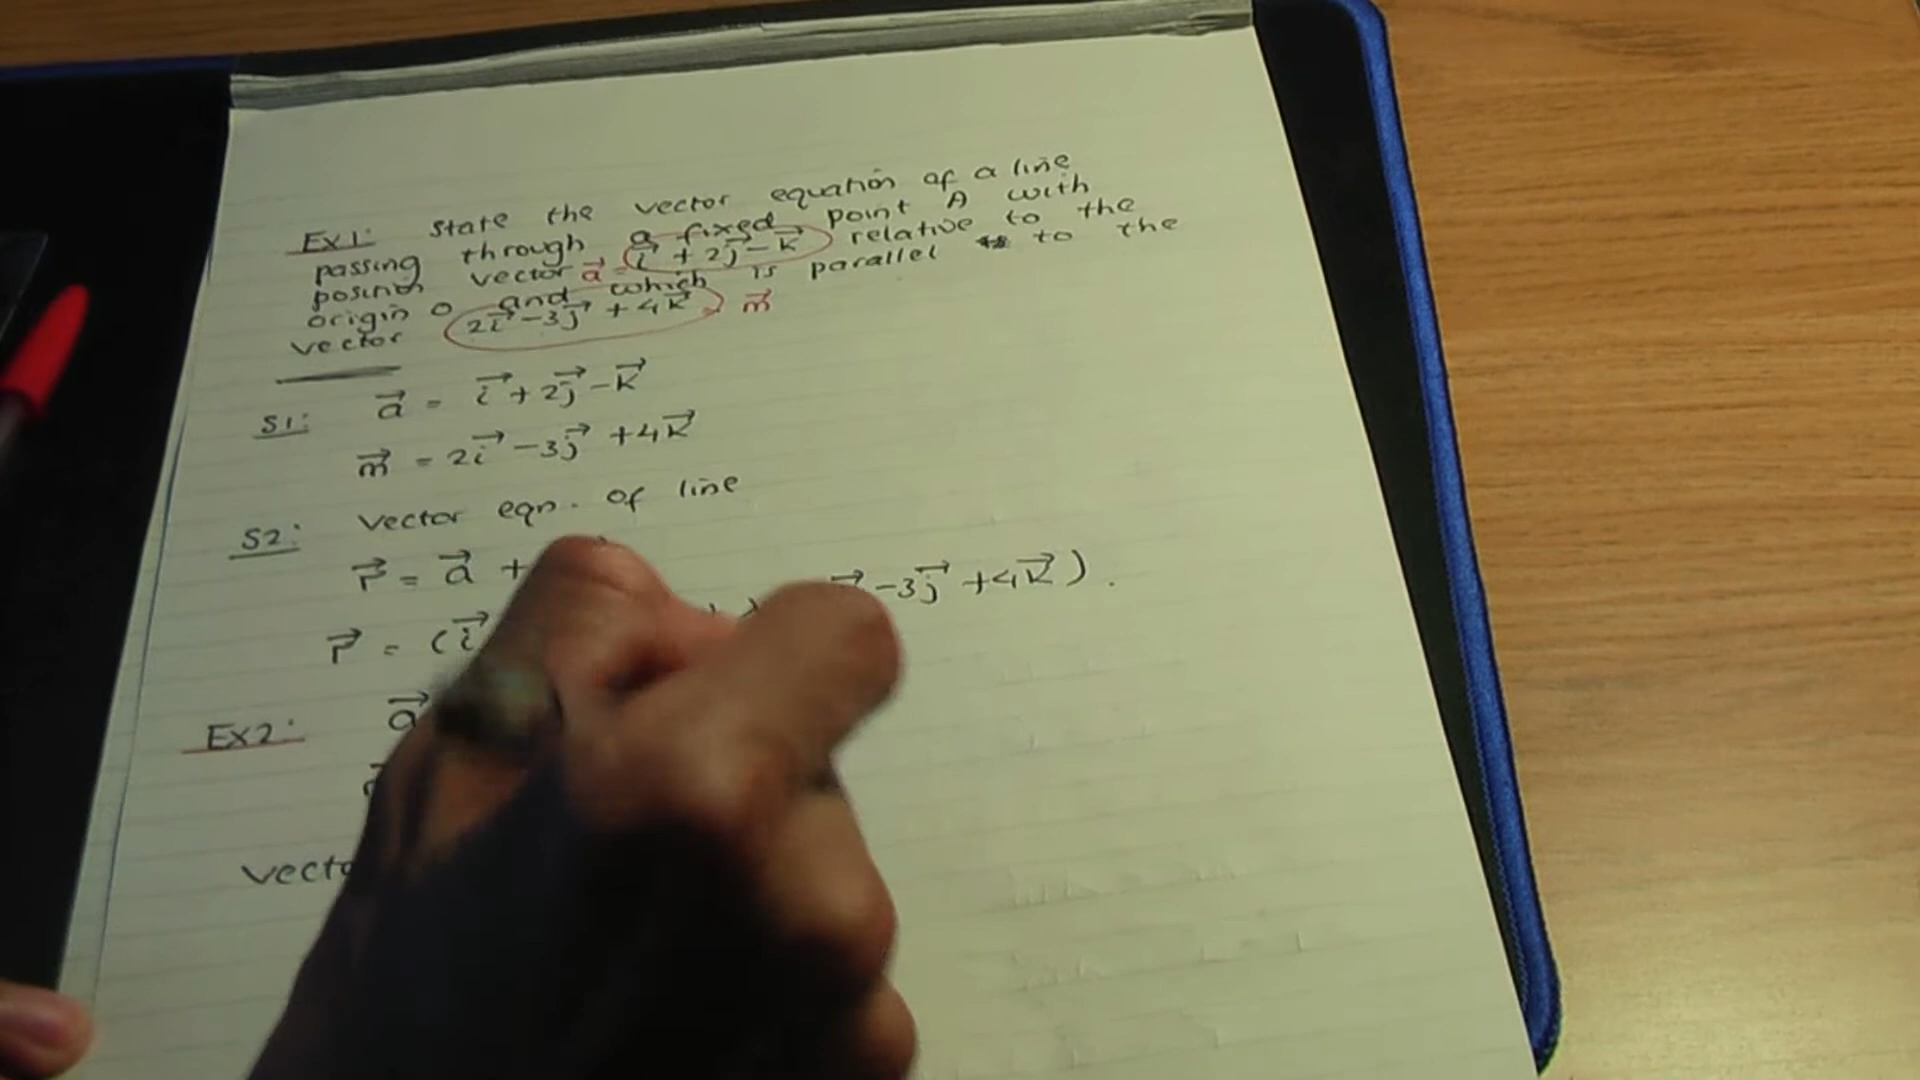 Ex1: State the vector equation of a line
passing through a fixed point A with
position vector a⃗ = i⃗ + 2j⃗ - k⃗ relative to the
origin O and which is parallel to the
vector 2i⃗ - 3j⃗ + 4k⃗ = m⃗
S1: a⃗ = i⃗ + 2j⃗ - k⃗
m⃗ = 2i⃗ - 3j⃗ + 4k⃗
S2: Vector eqn. of line
r⃗ = a⃗ +
r⃗ = (i⃗ - 3j⃗ + 4k⃗).
Ex2: a⃗